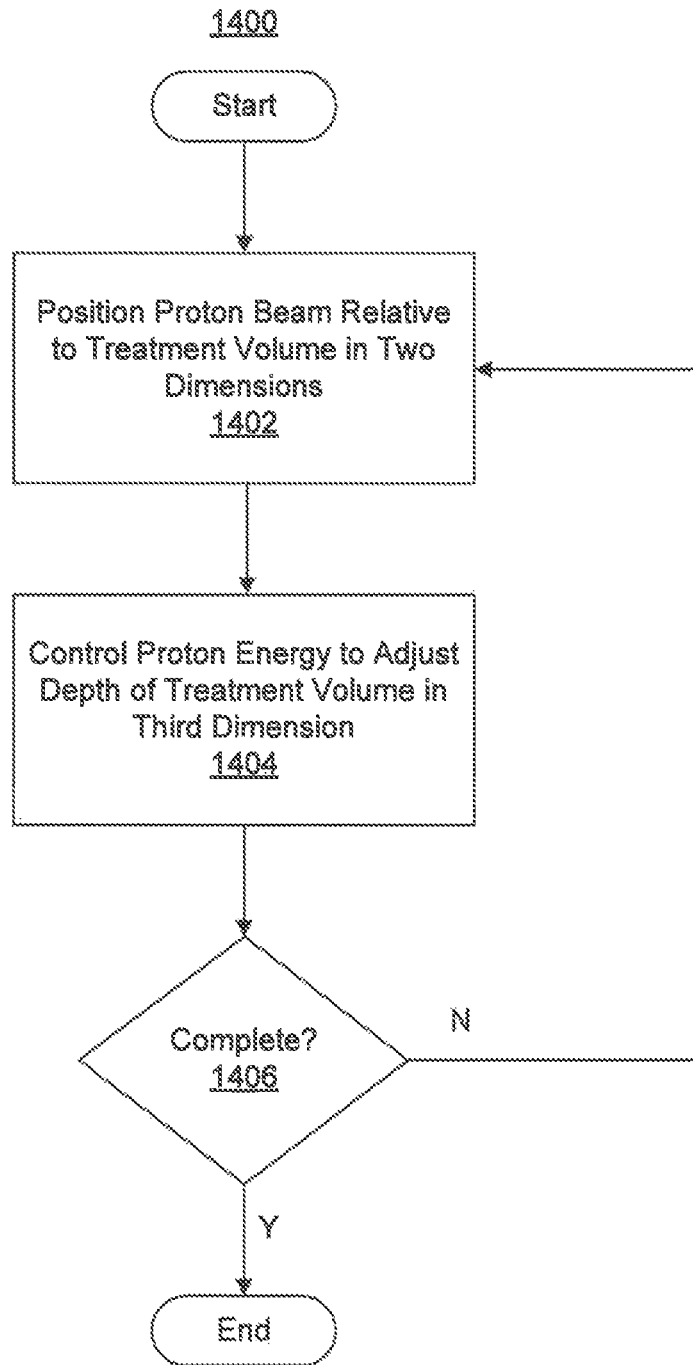 1400
Start
Position Proton Beam Relative
to Treatment Volume in Two
Dimensions
1402
Control Proton Energy to Adjust
Depth of Treatment Volume in
Third Dimension
1404
Complete?
1406
N
Y
End